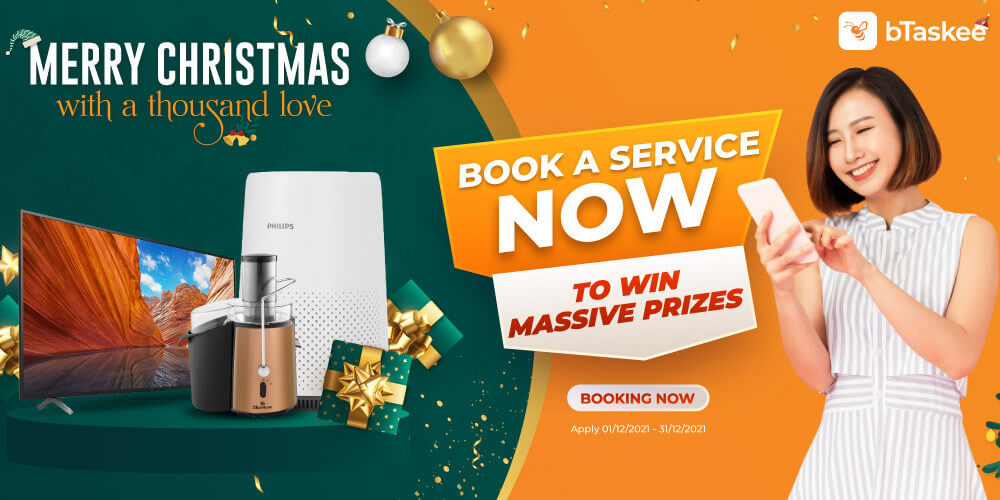 MERRY CHRISTMAS
with a thousand love
bTaskee
BOOK A SERVICE
NOW
TO WIN
MASSIVE PRIZES
PHILIPS
BOOKING NOW
Apply 01/12/2021 - 31/12/2021